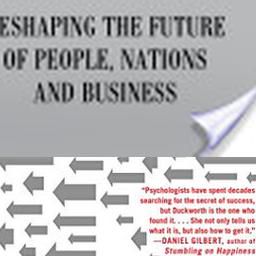 ESHAPING THE FUTURE
OF PEOPLE, NATIONS
AND BUSINESS
"Psychologists have spent decades
searching for the secret of success,
but Duckworth is the one who
found it. . . . She not only tells us
what it is, but also how to get it."
—DANIEL GILBERT, author of
Stumbling on Happiness